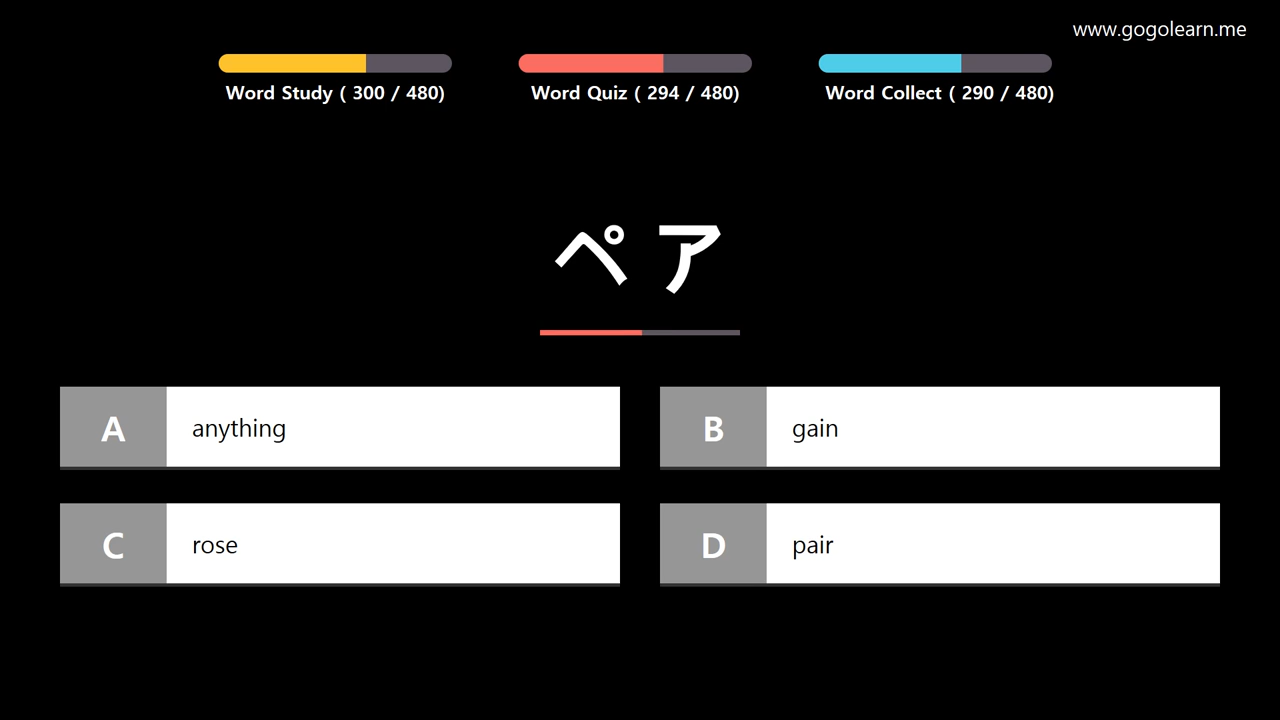 www.gogolearn.me
Word Study ( 300 / 480)
Word Quiz ( 294 / 480)
Word Collect ( 290 / 480)
ペア
A anything
B gain
C rose
D pair